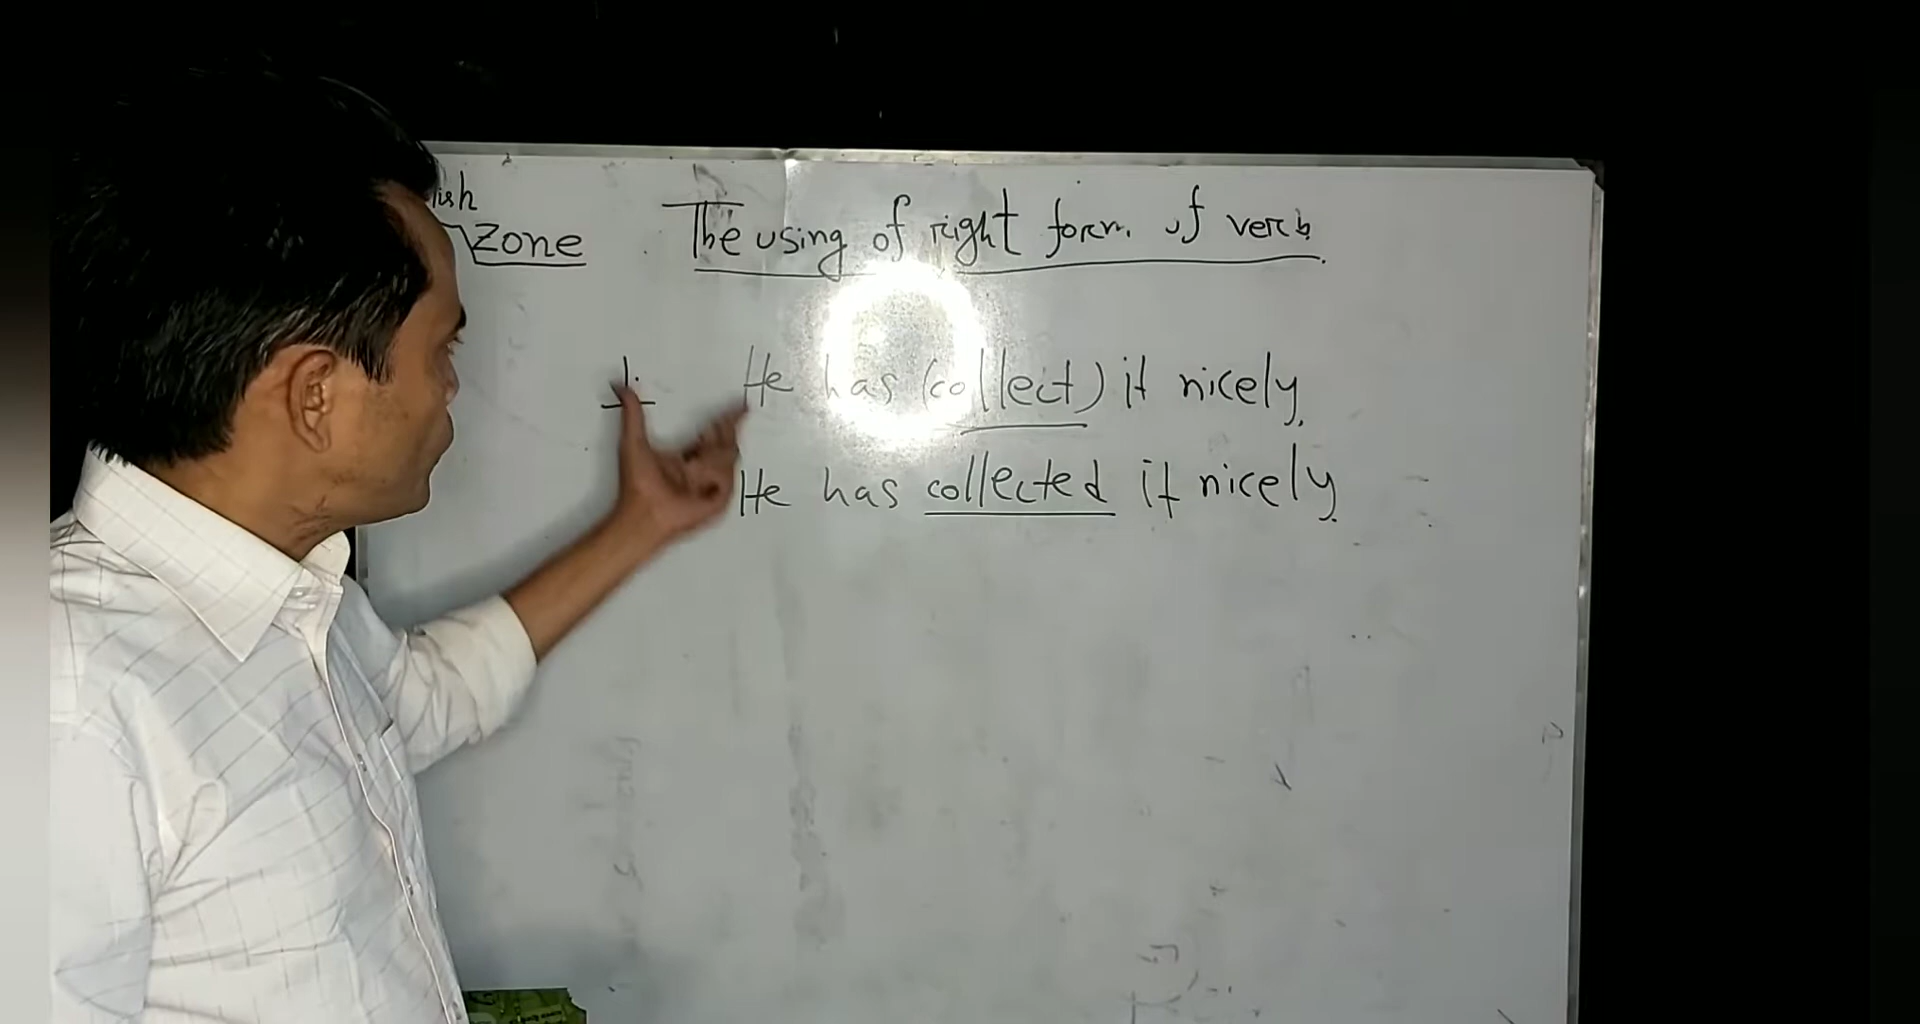 lish
Zone
The using of right form of verb.
1. He has (collect) it nicely.
He has collected it nicely.